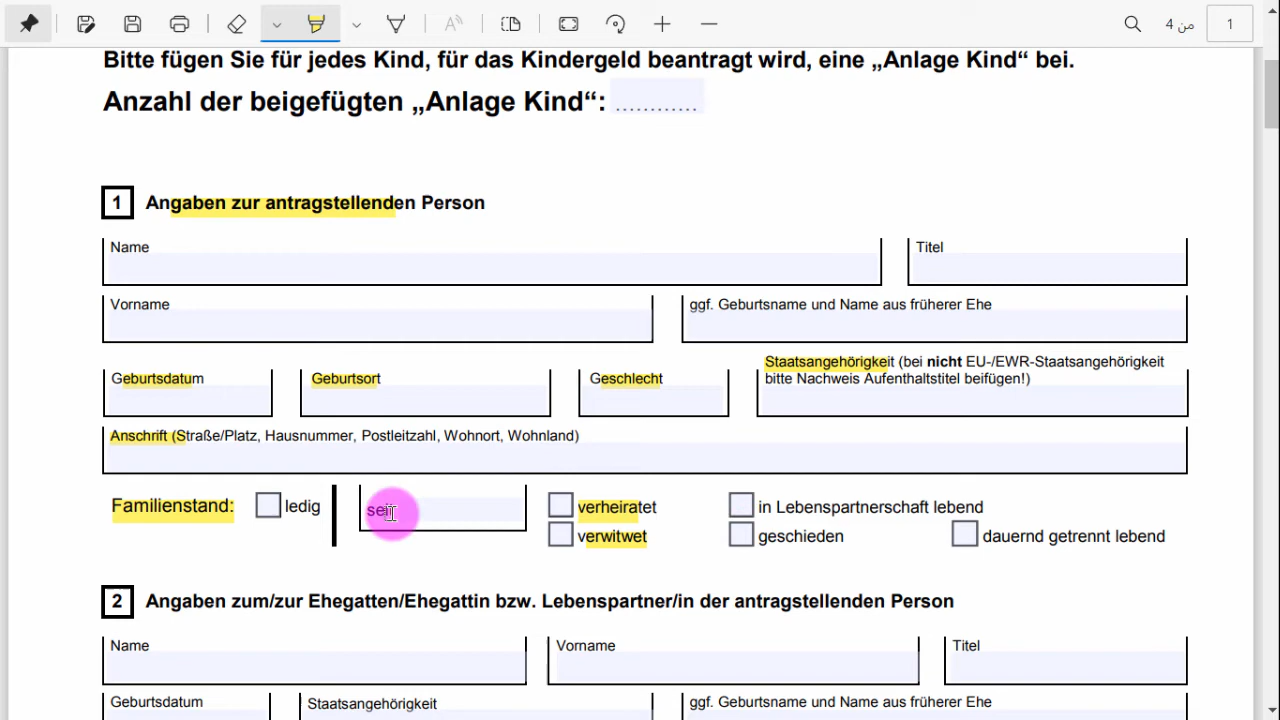 من 4
1
Bitte fügen Sie für jedes Kind, für das Kindergeld beantragt wird, eine „Anlage Kind“ bei.
Anzahl der beigefügten „Anlage Kind“: ............
1 Angaben zur antragstellenden Person
Name
Titel
Vorname
ggf. Geburtsname und Name aus früherer Ehe
Geburtsdatum
Geburtsort
Geschlecht
Staatsangehörigkeit (bei nicht EU-/EWR-Staatsangehörigkeit
bitte Nachweis Aufenthaltstitel beifügen!)
Anschrift (Straße/Platz, Hausnummer, Postleitzahl, Wohnort, Wohnland)
Familienstand:
ledig
seit
verheiratet
in Lebenspartnerschaft lebend
verwitwet
geschieden
dauernd getrennt lebend
2 Angaben zum/zur Ehegatten/Ehegattin bzw. Lebenspartner/in der antragstellenden Person
Name
Vorname
Titel
Geburtsdatum
Staatsangehörigkeit
ggf. Geburtsname und Name aus früherer Ehe